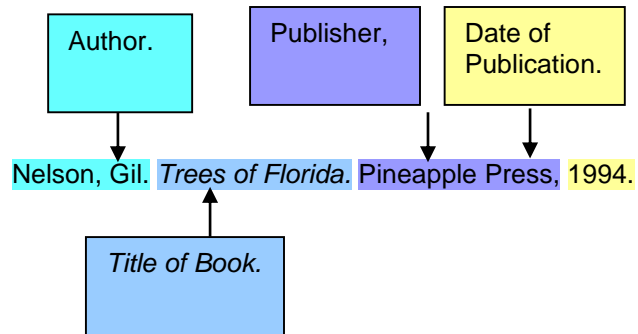 Author.
Publisher,
Date of
Publication.
Nelson, Gil. Trees of Florida. Pineapple Press, 1994.
Title of Book.